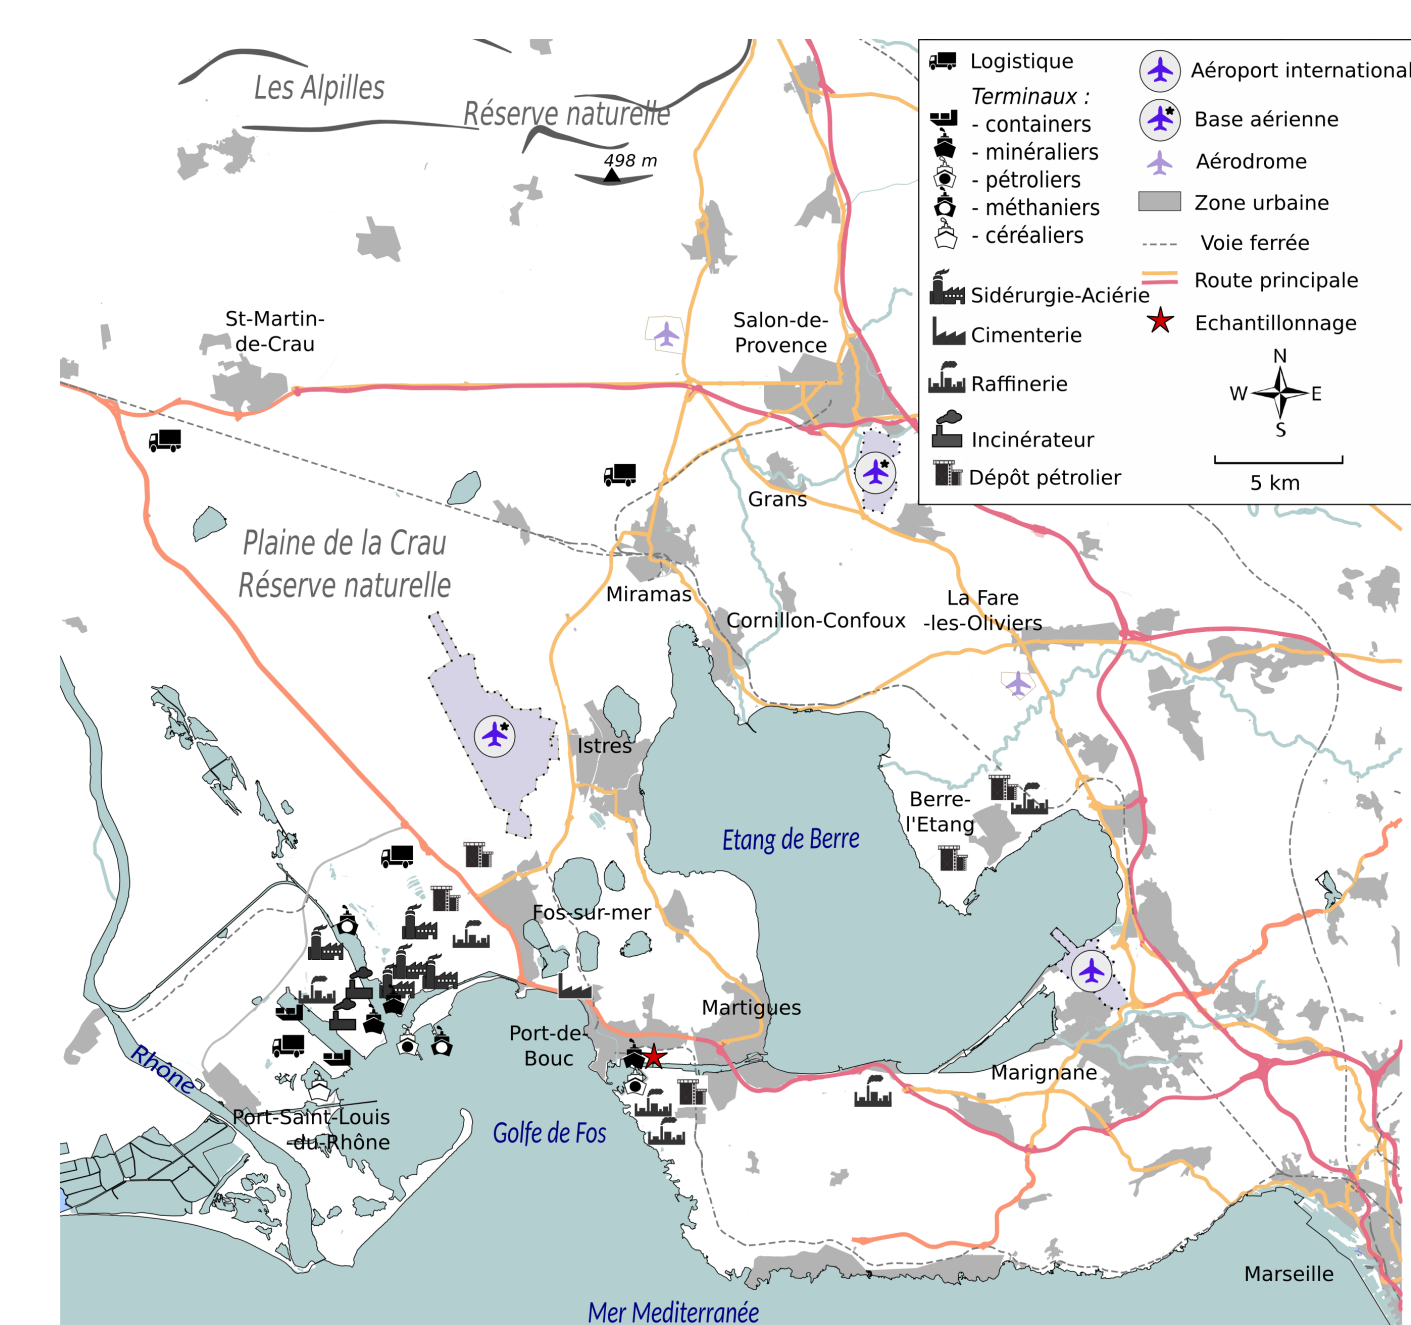 Les Alpilles
Réserve naturelle
498 m
St-Martin-
de-Crau
Salon-de-
Provence
Grans
Plaine de la Crau
Réserve naturelle
Miramas
Cornillon-Confoux
La Fare
-les-Oliviers
Istres
Berre-
l'Etang
Etang de Berre
Fos-sur-mer
Martigues
Port-de-
Bouc
Marignane
Rhône
Port-Saint-Louis
-du-Rhône
Golfe de Fos
Marseille
Mer Mediterranée
Logistique
Terminaux :
- containers
- minéraliers
- pétroliers
- méthaniers
- céréaliers
Sidérurgie-Aciérie
Cimenterie
Raffinerie
Incinérateur
Dépôt pétrolier
Aéroport international
Base aérienne
Aérodrome
Zone urbaine
Voie ferrée
Route principale
Echantillonnage
N
W E
S
5 km